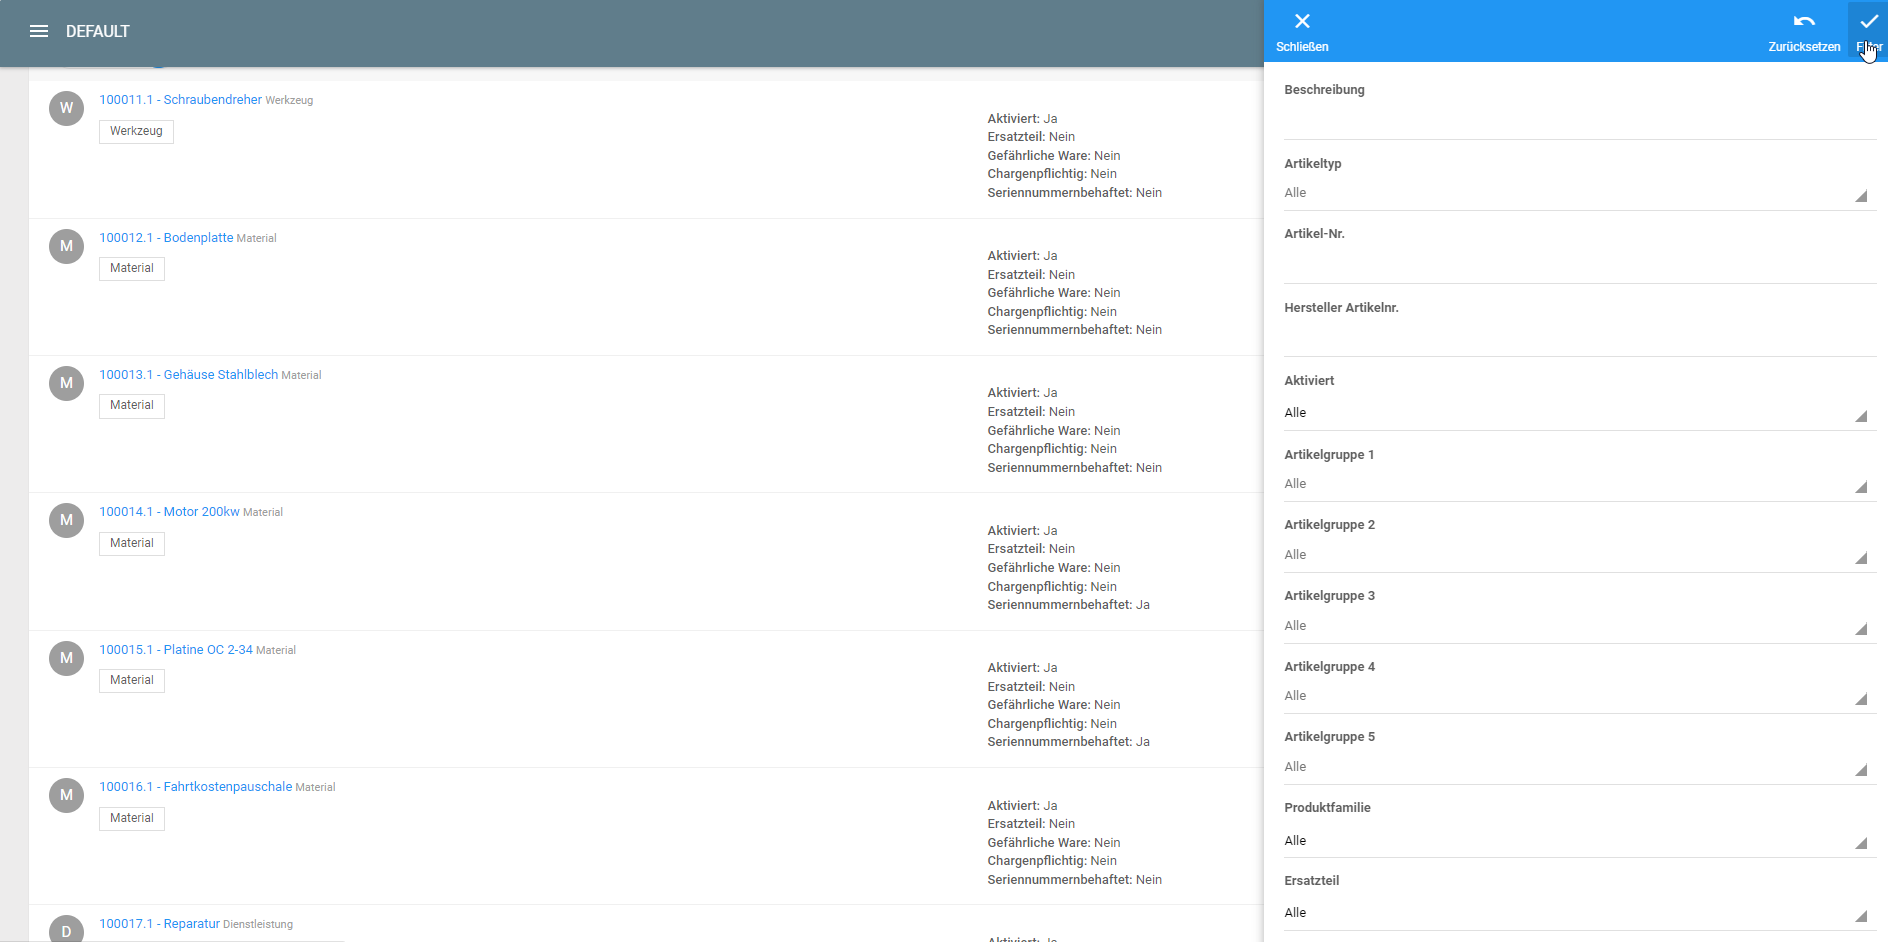 DEFAULT
W
100011.1 - Schraubendreher Werkzeug
Werkzeug
Aktiviert: Ja
Ersatzteil: Nein
Gefährliche Ware: Nein
Chargenpflichtig: Nein
Seriennummernbehaftet: Nein
M
100012.1 - Bodenplatte Material
Material
Aktiviert: Ja
Ersatzteil: Nein
Gefährliche Ware: Nein
Chargenpflichtig: Nein
Seriennummernbehaftet: Nein
M
100013.1 - Gehäuse Stahlblech Material
Material
Aktiviert: Ja
Ersatzteil: Nein
Gefährliche Ware: Nein
Chargenpflichtig: Nein
Seriennummernbehaftet: Nein
M
100014.1 - Motor 200kw Material
Material
Aktiviert: Ja
Ersatzteil: Nein
Gefährliche Ware: Nein
Chargenpflichtig: Nein
Seriennummernbehaftet: Ja
M
100015.1 - Platine OC 2-34 Material
Material
Aktiviert: Ja
Ersatzteil: Nein
Gefährliche Ware: Nein
Chargenpflichtig: Nein
Seriennummernbehaftet: Ja
M
100016.1 - Fahrtkostenpauschale Material
Material
Aktiviert: Ja
Ersatzteil: Nein
Gefährliche Ware: Nein
Chargenpflichtig: Nein
Seriennummernbehaftet: Nein
D
100017.1 - Reparatur Dienstleistung
Aktiviert: Ja
Schließen
Zurücksetzen
Beschreibung
Artikeltyp
Alle
Artikel-Nr.
Hersteller Artikelnr.
Aktiviert
Alle
Artikelgruppe 1
Alle
Artikelgruppe 2
Alle
Artikelgruppe 3
Alle
Artikelgruppe 4
Alle
Artikelgruppe 5
Alle
Produktfamilie
Alle
Ersatzteil
Alle